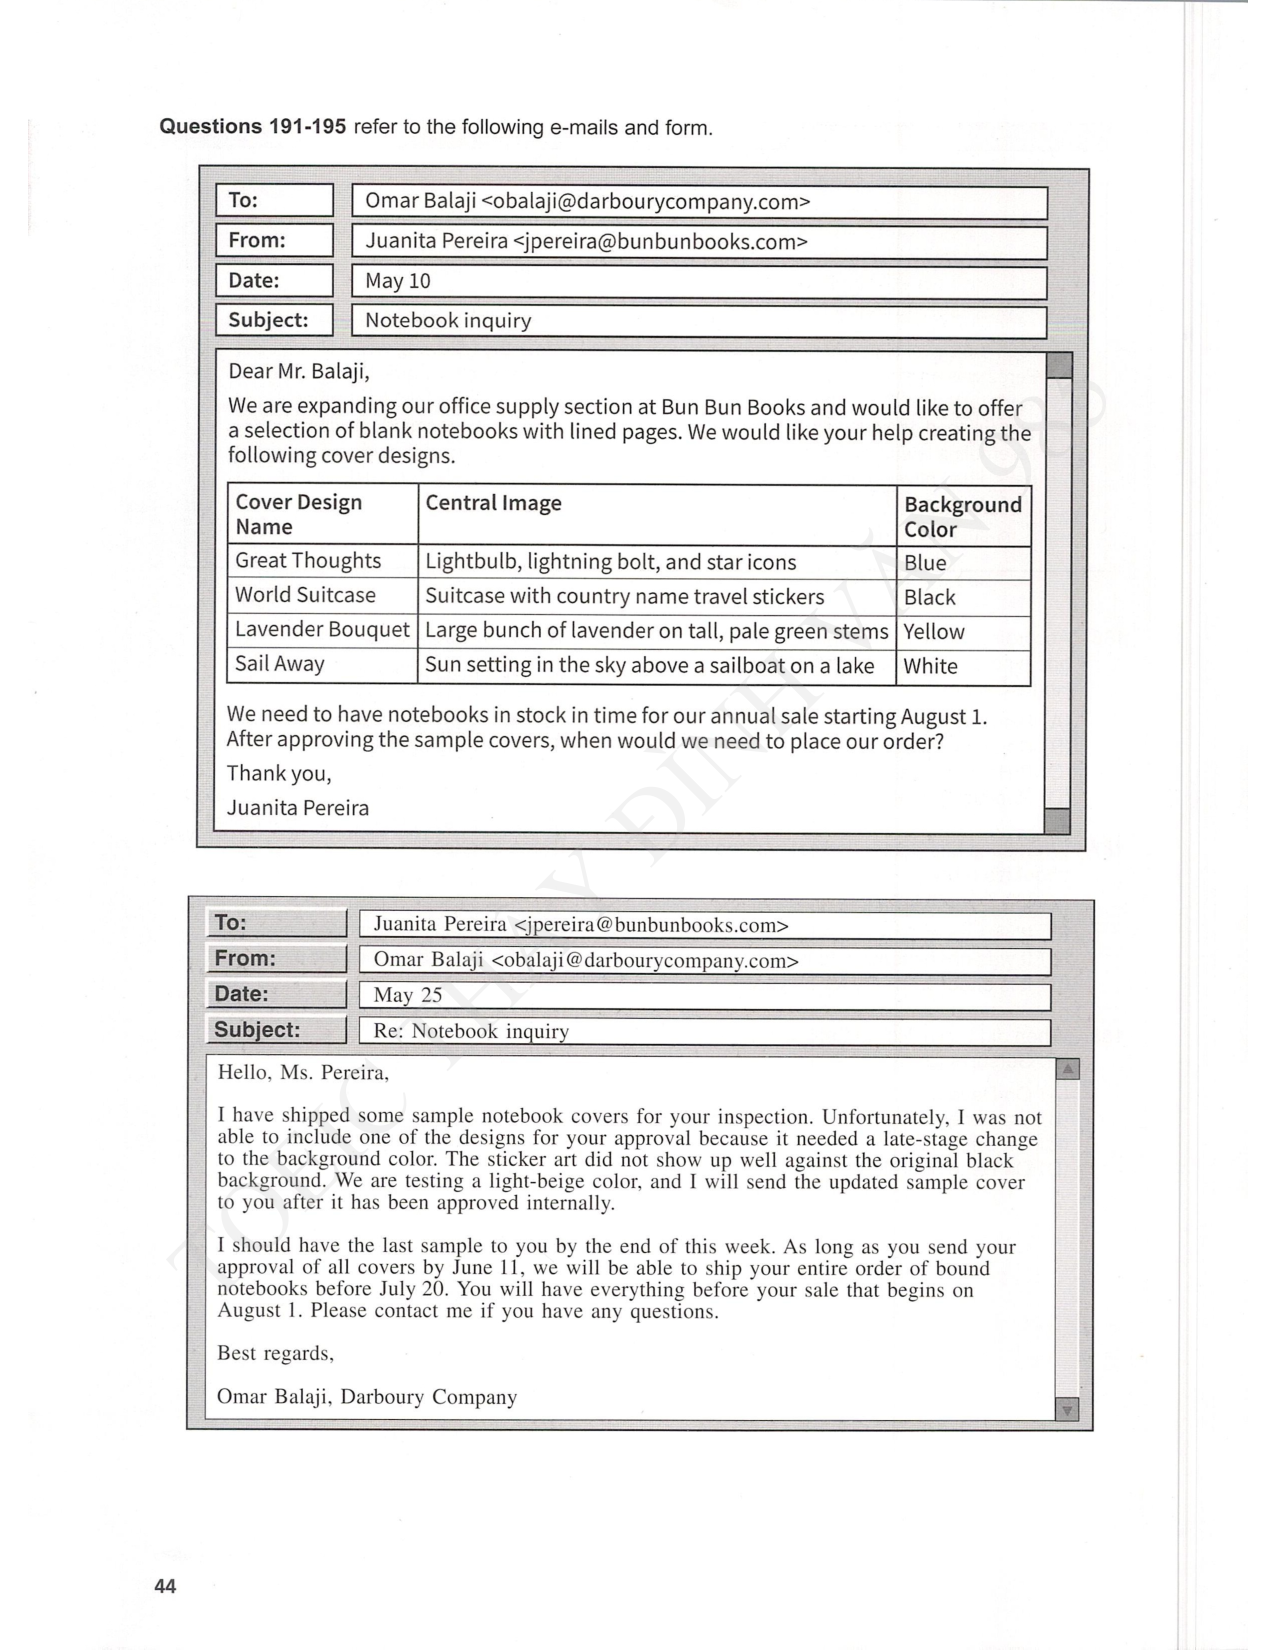 Questions 191-195 refer to the following e-mails and form.
To: Omar Balaji <obalaji@darbourycompany.com>
From: Juanita Pereira <jpereira@bunbunbooks.com>
Date: May 10
Subject: Notebook inquiry
Dear Mr. Balaji,
We are expanding our office supply section at Bun Bun Books and would like to offer
a selection of blank notebooks with lined pages. We would like your help creating the
following cover designs.
Cover Design Name Central Image Background Color
Great Thoughts Lightbulb, lightning bolt, and star icons Blue
World Suitcase Suitcase with country name travel stickers Black
Lavender Bouquet Large bunch of lavender on tall, pale green stems Yellow
Sail Away Sun setting in the sky above a sailboat on a lake White
We need to have notebooks in stock in time for our annual sale starting August 1.
After approving the sample covers, when would we need to place our order?
Thank you,
Juanita Pereira
To: Juanita Pereira <jpereira@bunbunbooks.com>
From: Omar Balaji <obalaji@darbourycompany.com>
Date: May 25
Subject: Re: Notebook inquiry
Hello, Ms. Pereira,
I have shipped some sample notebook covers for your inspection. Unfortunately, I was not
able to include one of the designs for your approval because it needed a late-stage change
to the background color. The sticker art did not show up well against the original black
background. We are testing a light-beige color, and I will send the updated sample cover
to you after it has been approved internally.
I should have the last sample to you by the end of this week. As long as you send your
approval of all covers by June 11, we will be able to ship your entire order of bound
notebooks before July 20. You will have everything before your sale that begins on
August 1. Please contact me if you have any questions.
Best regards,
Omar Balaji, Darboury Company
44
TOEIC THẦY ĐÌNH VĂN 985